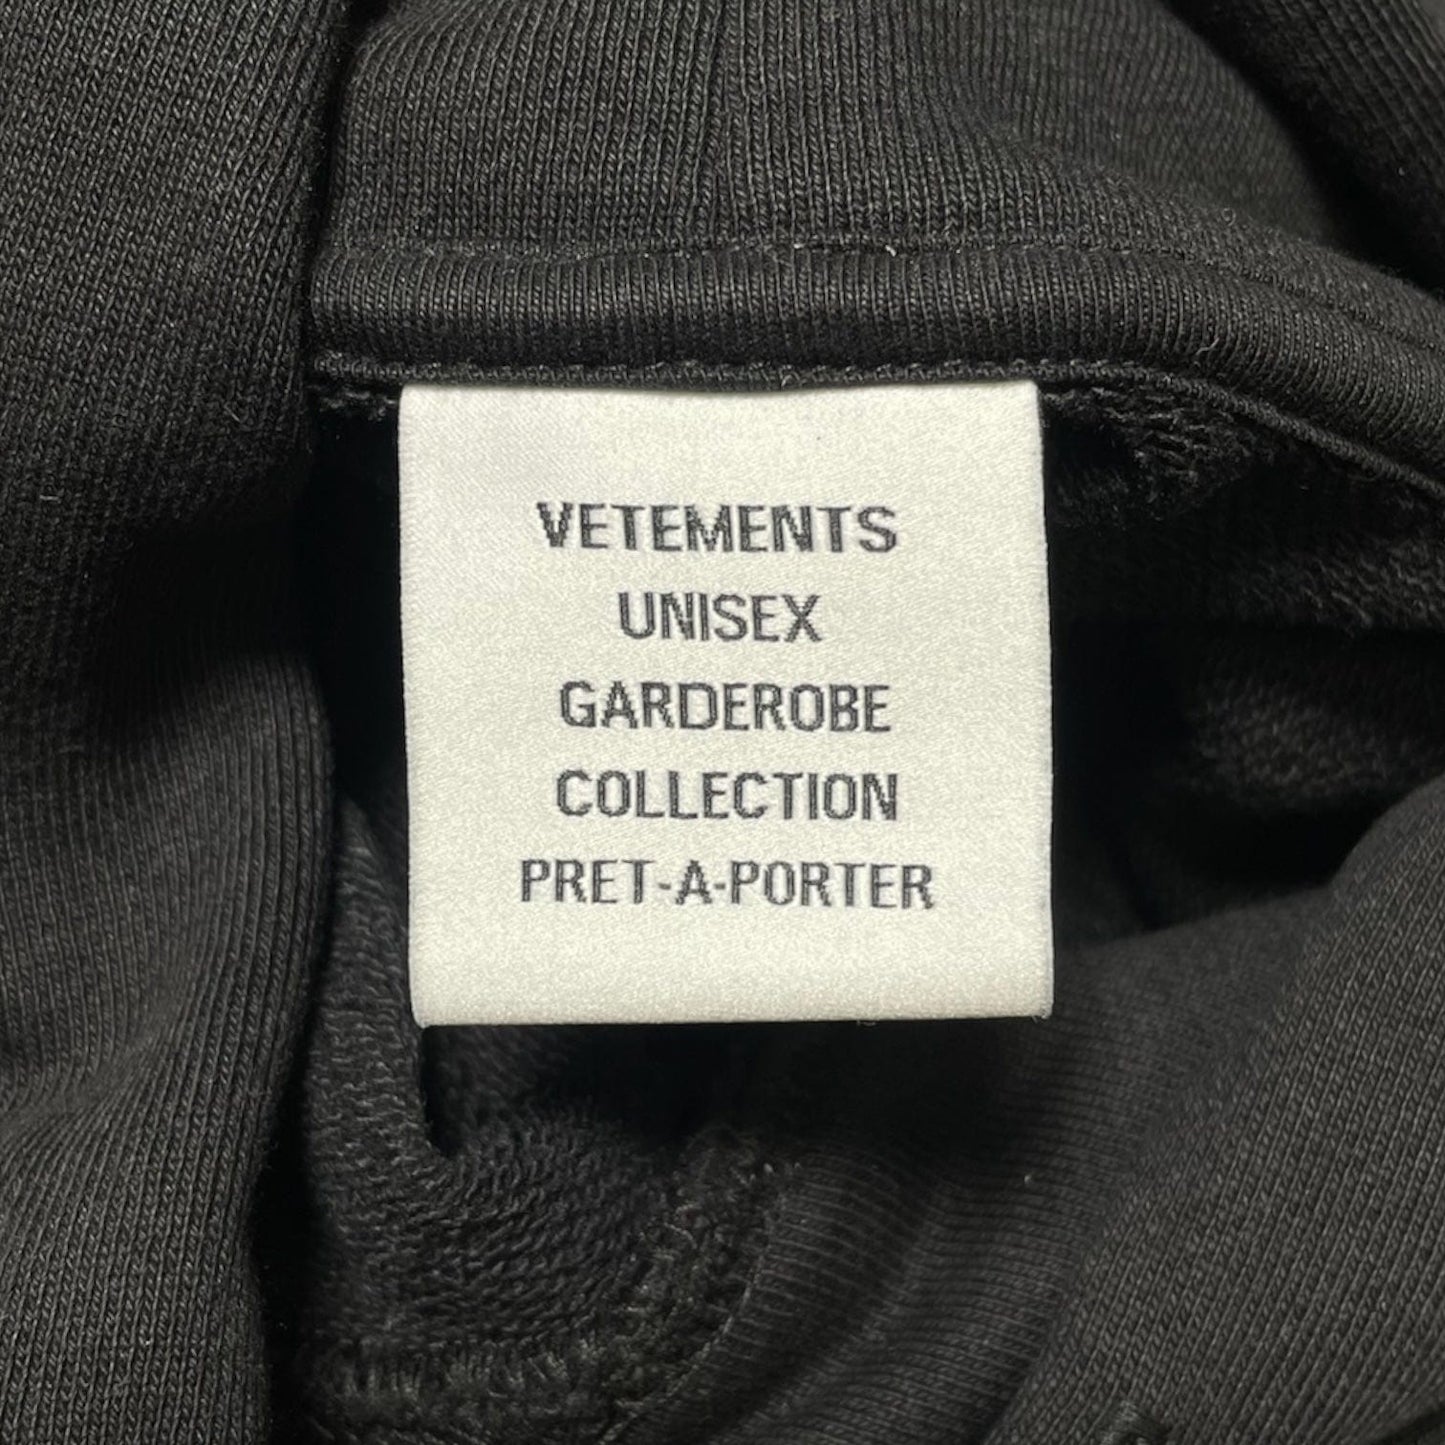 VETEMENTS
UNISEX
GARDEROBE
COLLECTION
PRET-A-PORTER